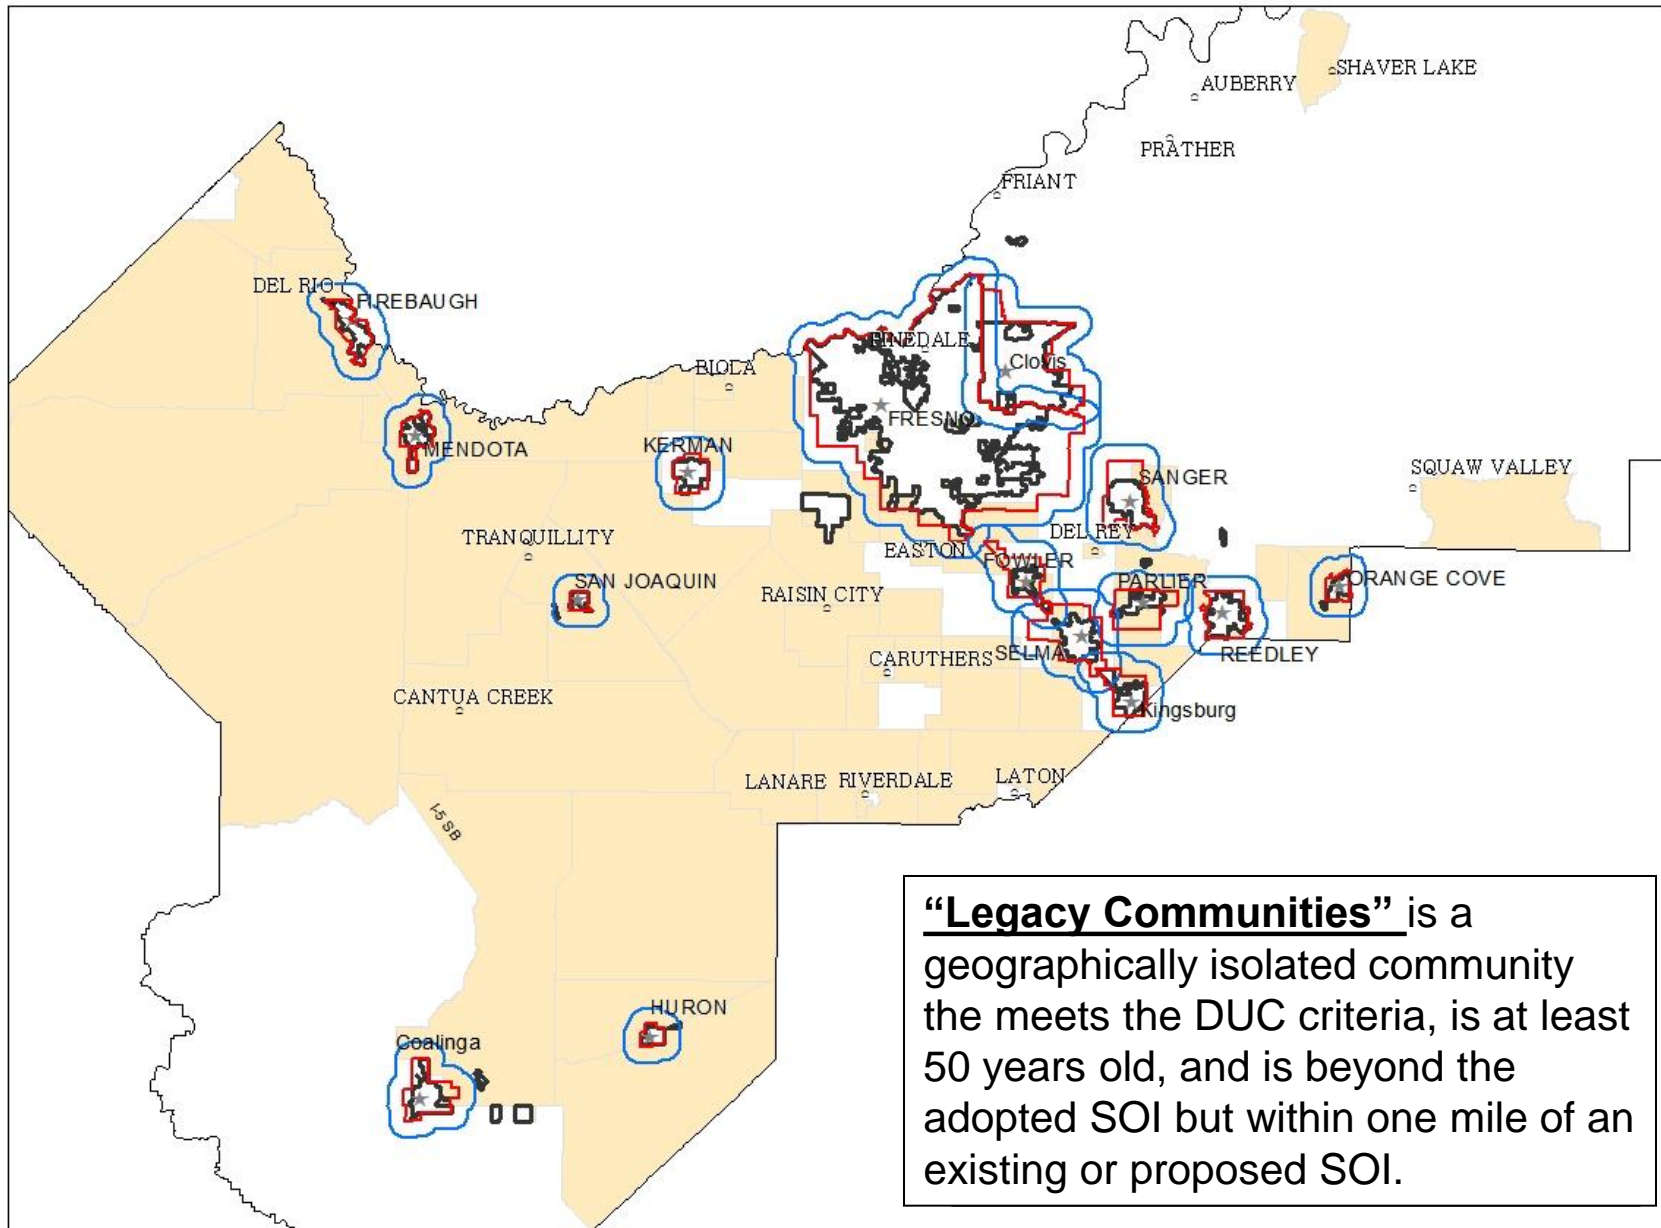 SHAVER LAKE
AUBERRY
PRATHER
FRIANT
DEL RIO
FIREBAUGH
PINEDALE
Clovis
BIOLA
FRESNO
MENDOTA
KERMAN
SQUAW VALLEY
SANGER
TRANQUILLITY
DEL REY
EASTON
FOWLER
SAN JOAQUIN
PARLIER
ORANGE COVE
RAISIN CITY
CARUTHERS
SELMA
REEDLEY
CANTUA CREEK
Kingsburg
LANARE
RIVERDALE
LATON
I-5 SB
HURON
Coalinga
“Legacy Communities” is a
geographically isolated community
the meets the DUC criteria, is at least
50 years old, and is beyond the
adopted SOI but within one mile of an
existing or proposed SOI.